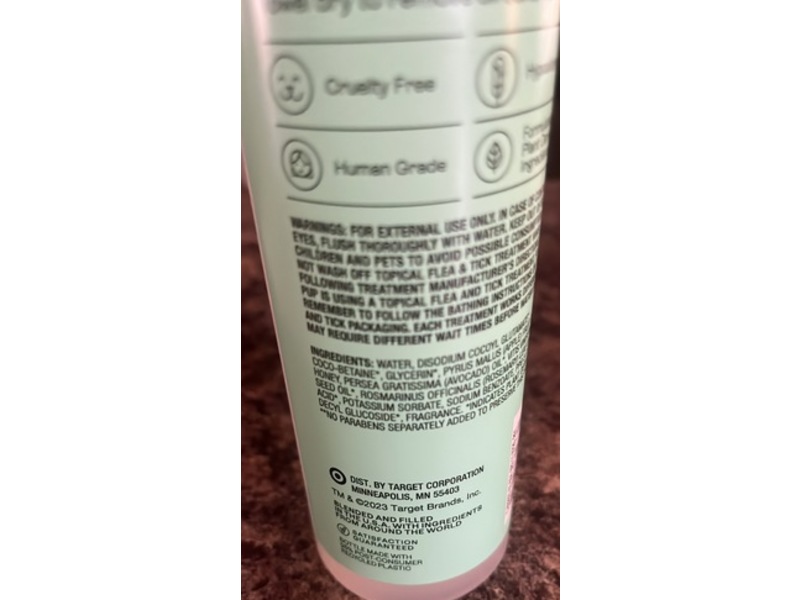 dry to remove
Cruelty Free
Human Grade
WARNINGS: FOR EXTERNAL USE ONLY. IN CASE OF
EYES, FLUSH THOROUGHLY WITH WATER, KEEP OUT
CHILDREN AND PETS TO AVOID POSSIBLE
NOT WASH OFF TOPICAL FLEA & TICK TREATMENT
FOLLOWING TREATMENT MANUFACTURER'S
PUP IS USING A TOPICAL FLEA AND TICK
REMEMBER TO FOLLOW THE BATHING
AND TICK PACKAGING. EACH TREATMENT WORKS
MAY REQUIRE DIFFERENT WAIT TIMES BEFORE
INGREDIENTS: WATER, DISODIUM COCOYL
COCO-BETAINE*, GLYCERIN*, PYRUS MALUS
HONEY, PERSEA GRATISSIMA (AVOCADO) OIL*,
SEED OIL*, ROSMARINUS OFFICINALIS
ACID*, POTASSIUM SORBATE, SODIUM
DECYL GLUCOSIDE*, FRAGRANCE. *INDICATES
**NO PARABENS SEPARATELY ADDED TO
DIST. BY TARGET CORPORATION
MINNEAPOLIS, MN 55403
TM & ©2023 Target Brands, Inc.
BLENDED AND FILLED
IN THE U.S.A. WITH INGREDIENTS
FROM AROUND THE WORLD
SATISFACTION
GUARANTEED
BOTTLE MADE WITH
POST-CONSUMER
RECYCLED PLASTIC